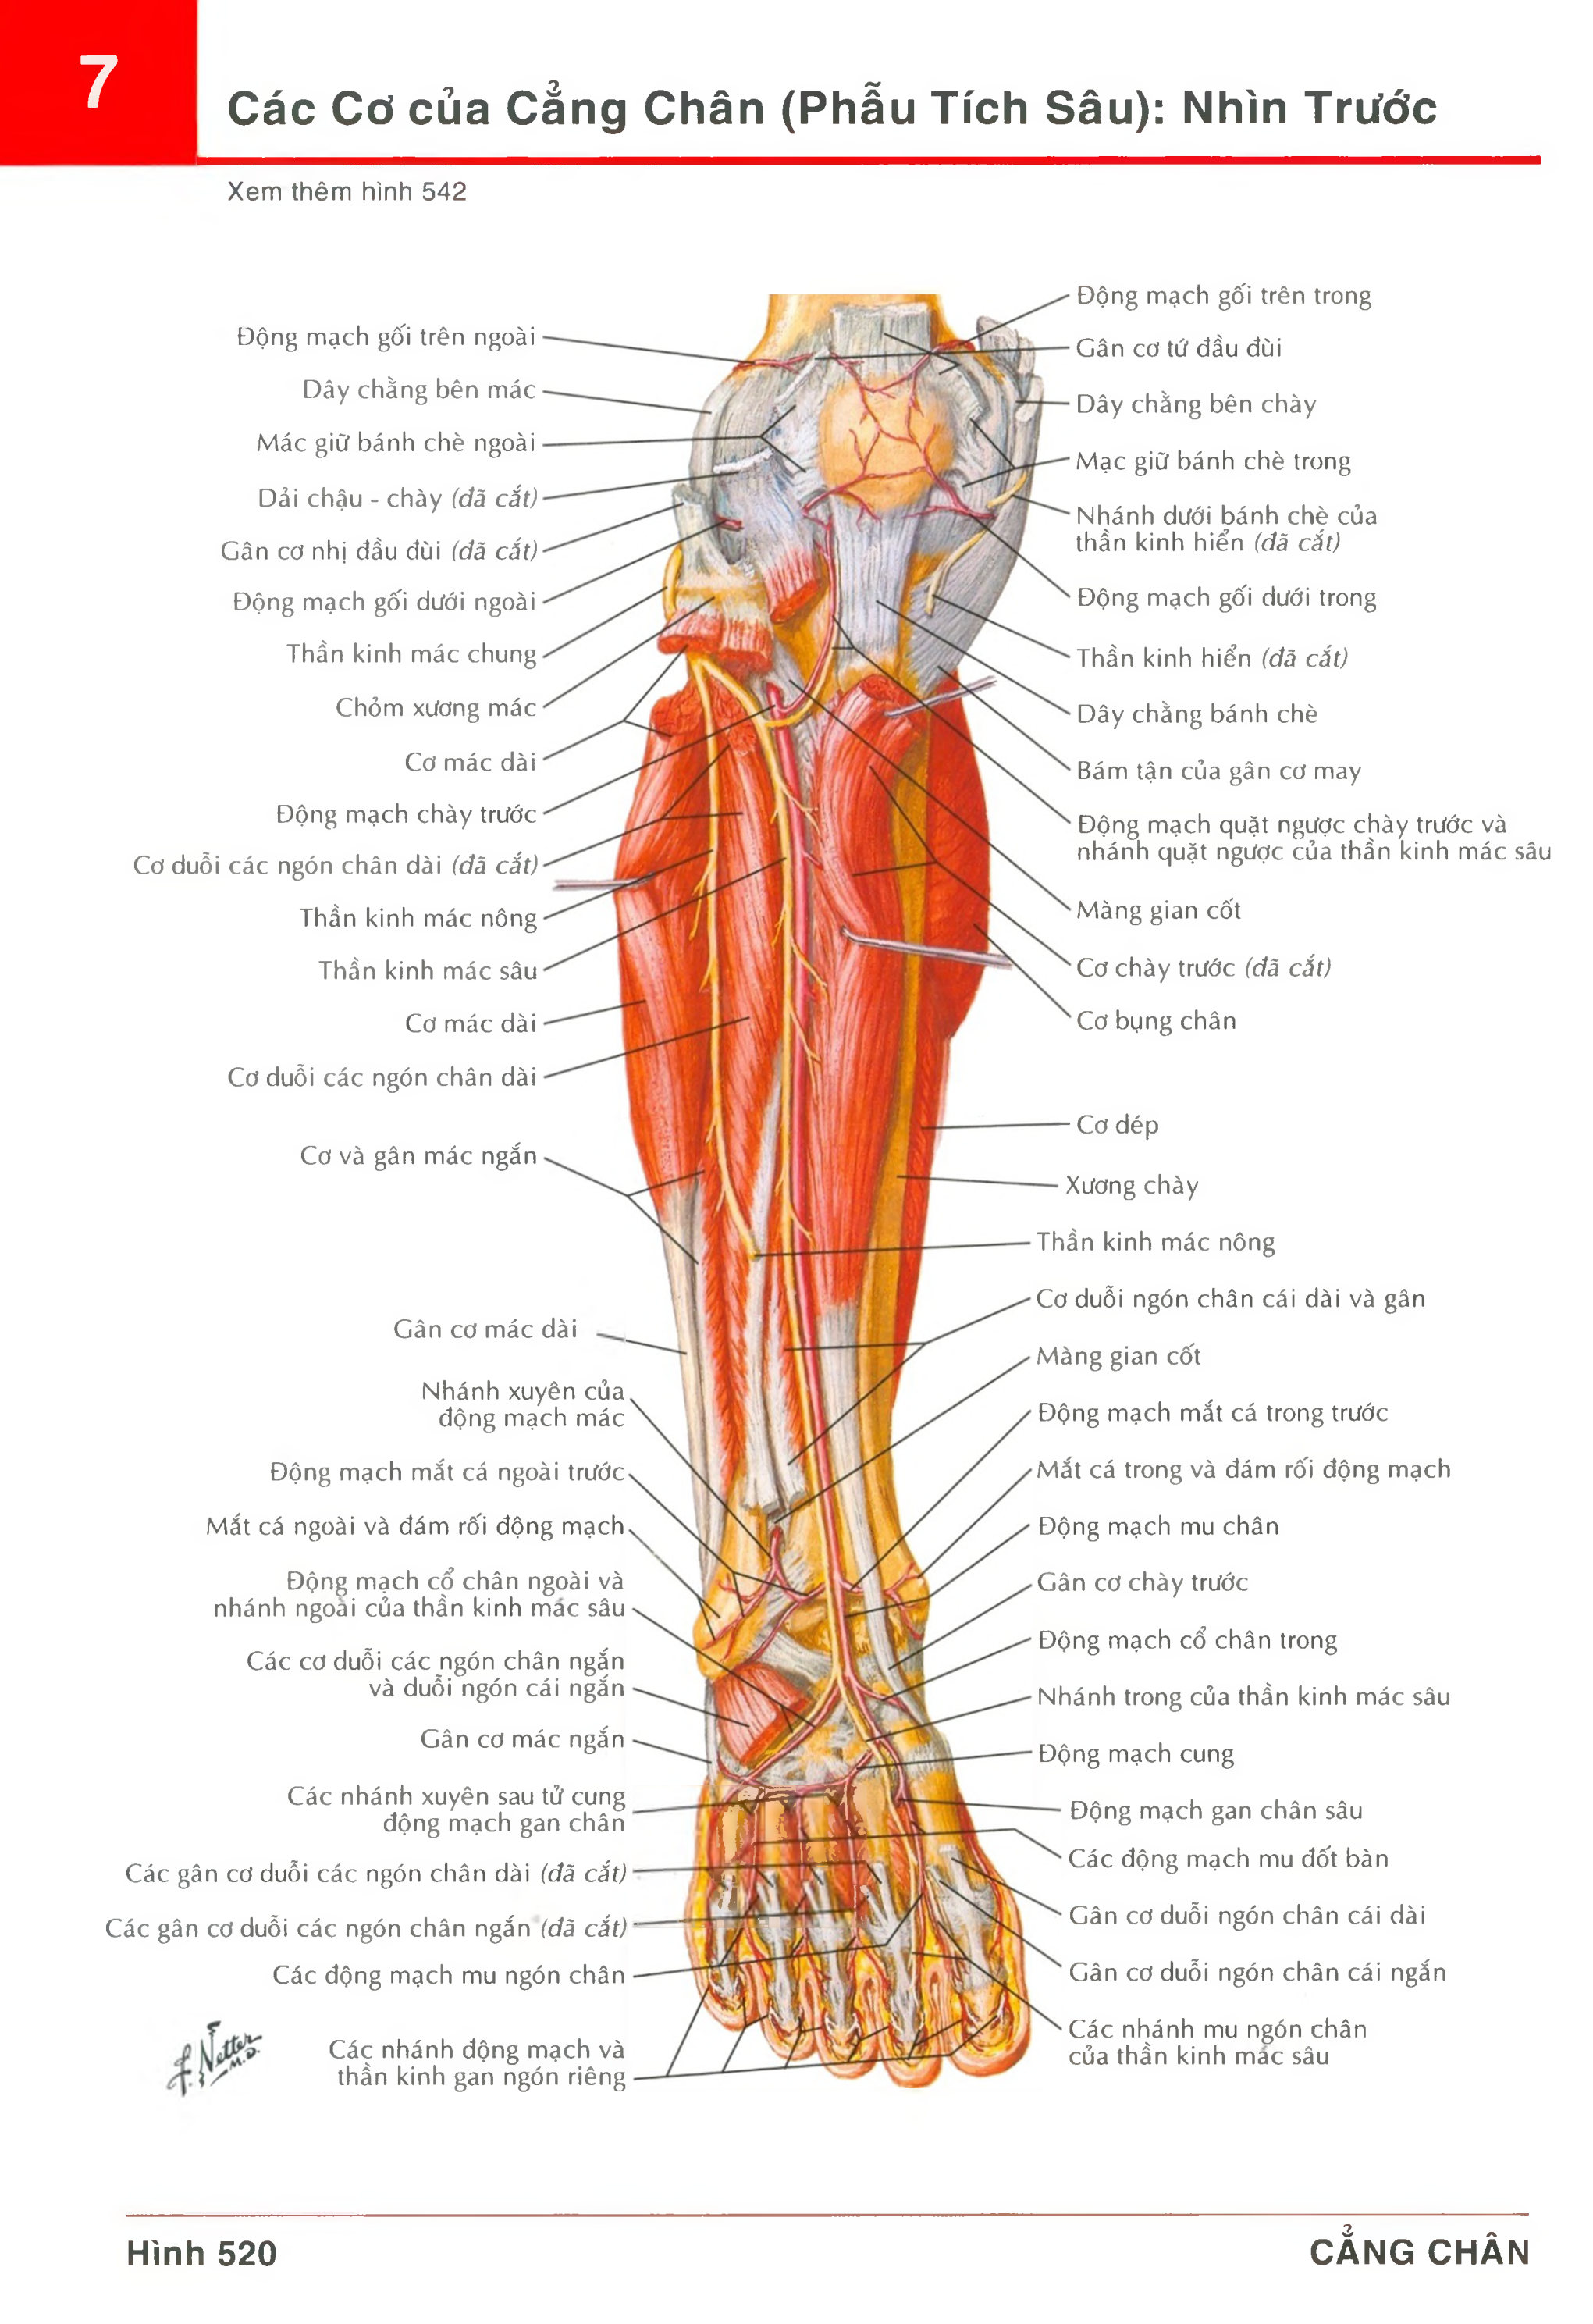 7
Các Cơ của Cẳng Chân (Phẫu Tích Sâu): Nhìn Trước
Xem thêm hình 542
Động mạch gối trên ngoài
Dây chằng bên mác
Mác giữ bánh chè ngoài
Dải chậu - chày (đã cắt)
Gân cơ nhị đầu đùi (đã cắt)
Động mạch gối dưới ngoài
Thần kinh mác chung
Chỏm xương mác
Cơ mác dài
Động mạch chày trước
Cơ duỗi các ngón chân dài (đã cắt)
Thần kinh mác nông
Thần kinh mác sâu
Cơ mác dài
Cơ duỗi các ngón chân dài
Cơ và gân mác ngắn
Gân cơ mác dài
Nhánh xuyên của
động mạch mác
Động mạch mắt cá ngoài trước
Mắt cá ngoài và đám rối động mạch
Động mạch cổ chân ngoài và
nhánh ngoài của thần kinh mác sâu
Các cơ duỗi các ngón chân ngắn
và duỗi ngón cái ngắn
Gân cơ mác ngắn
Các nhánh xuyên sau từ cung
động mạch gan chân
Các gân cơ duỗi các ngón chân dài (đã cắt)
Các gân cơ duỗi các ngón chân ngắn (đã cắt)
Các động mạch mu ngón chân
Các nhánh động mạch và
thần kinh gan ngón riêng
Động mạch gối trên trong
Gân cơ tứ đầu đùi
Dây chằng bên chày
Mạc giữ bánh chè trong
Nhánh dưới bánh chè của
thần kinh hiển (đã cắt)
Động mạch gối dưới trong
Thần kinh hiển (đã cắt)
Dây chằng bánh chè
Bám tận của gân cơ may
Động mạch quặt ngược chày trước và
nhánh quặt ngược của thần kinh mác sâu
Màng gian cốt
Cơ chày trước (đã cắt)
Cơ bụng chân
Cơ dép
Xương chày
Thần kinh mác nông
Cơ duỗi ngón chân cái dài và gân
Màng gian cốt
Động mạch mắt cá trong trước
Mắt cá trong và đám rối động mạch
Động mạch mu chân
Gân cơ chày trước
Động mạch cổ chân trong
Nhánh trong của thần kinh mác sâu
Động mạch cung
Động mạch gan chân sâu
Các động mạch mu đốt bàn
Gân cơ duỗi ngón chân cái dài
Gân cơ duỗi ngón chân cái ngắn
Các nhánh mu ngón chân
của thần kinh mác sâu
F. Netter
M.D.
Hình 520
CẲNG CHÂN